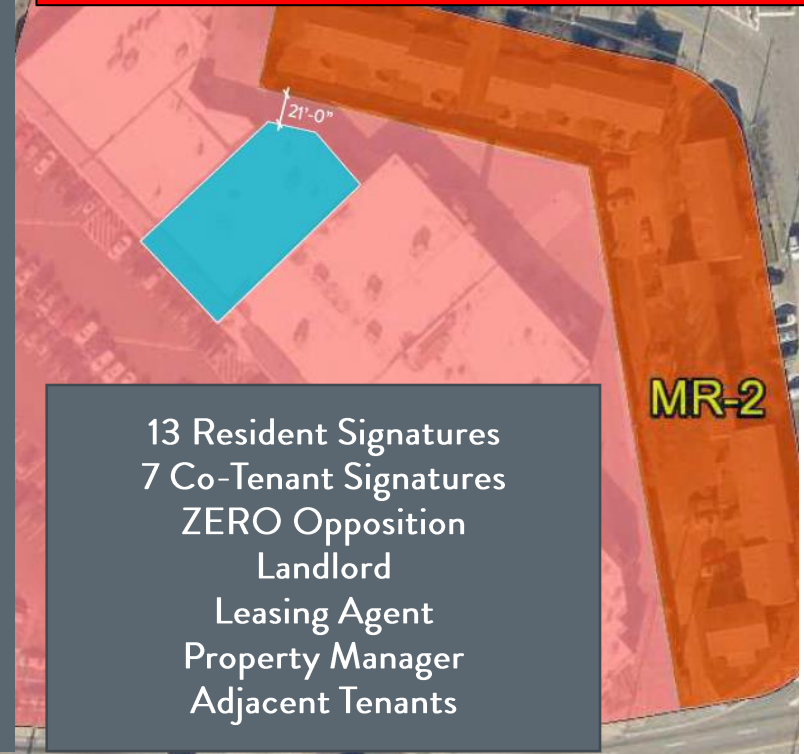 21'-0"
MR-2
13 Resident Signatures
7 Co-Tenant Signatures
ZERO Opposition
Landlord
Leasing Agent
Property Manager
Adjacent Tenants